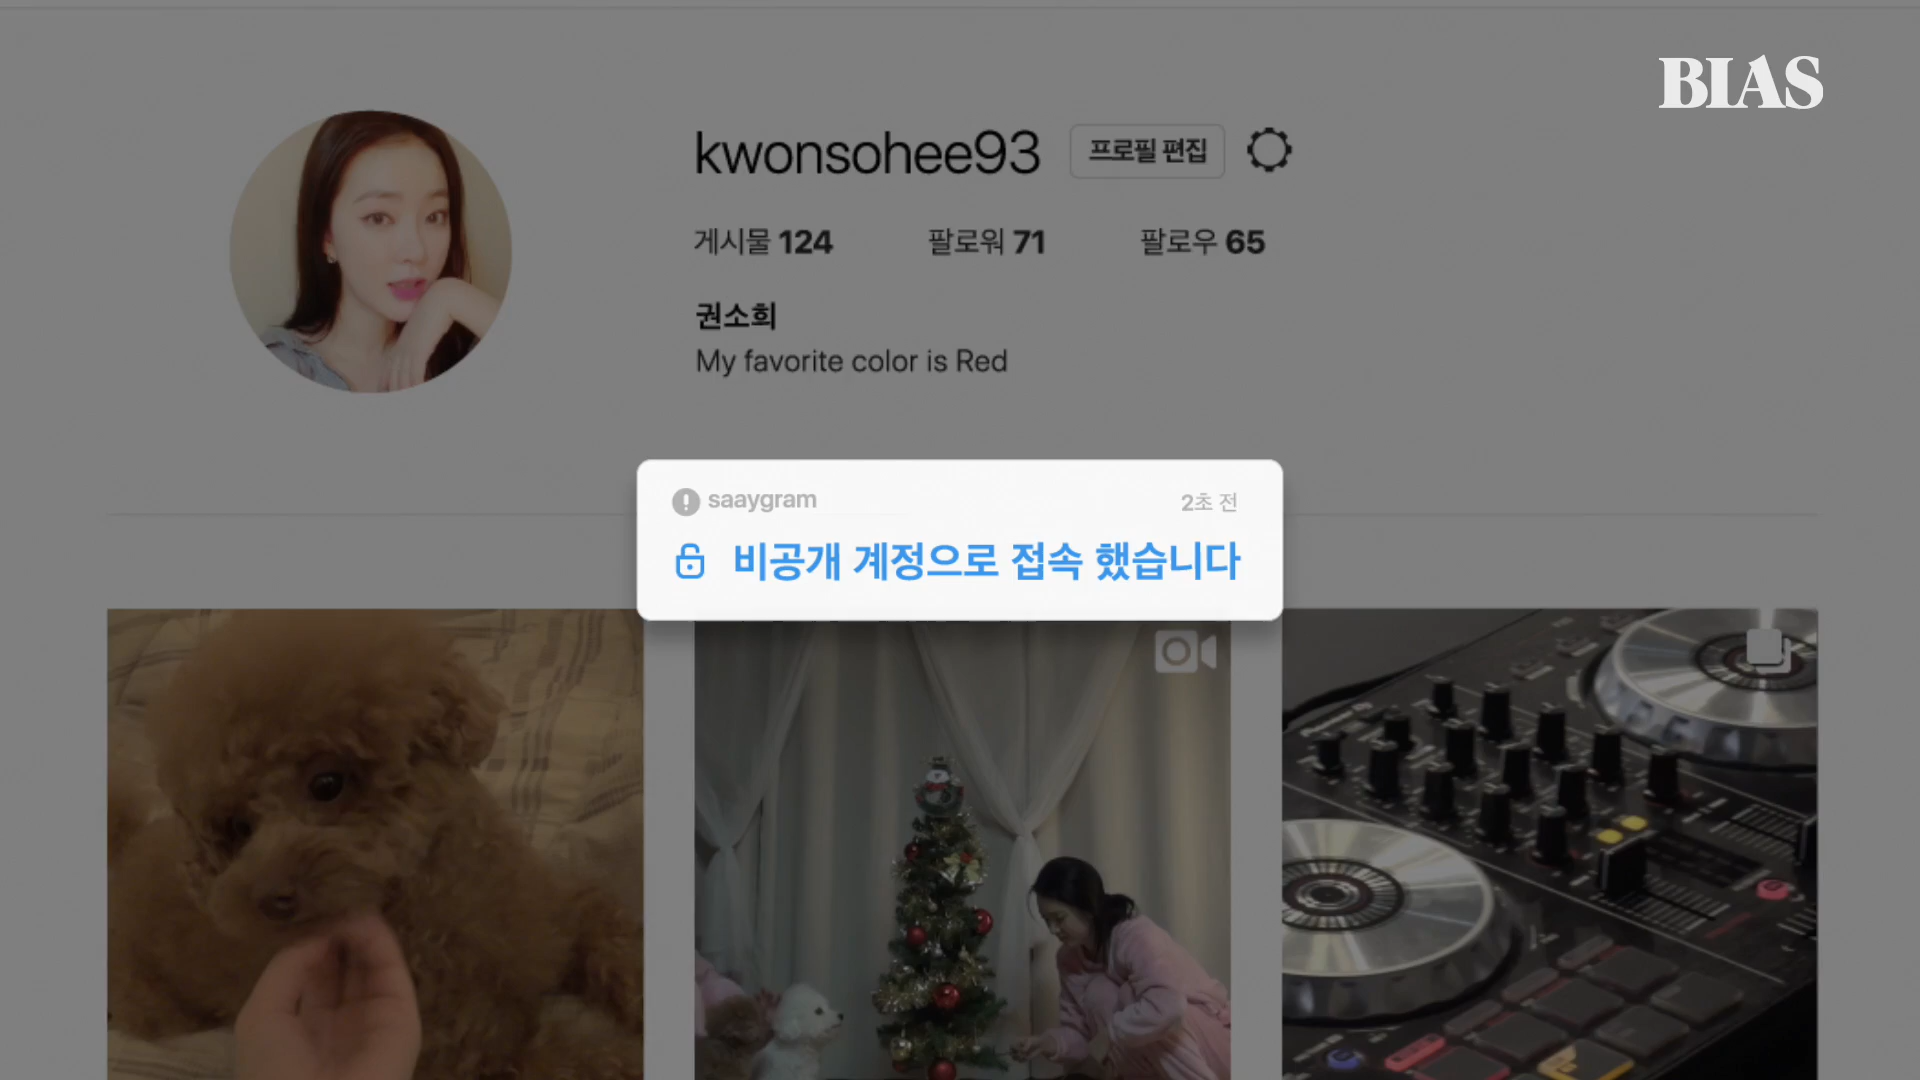 BIAS
kwonsohee93 프로필 편집
게시물 124 팔로워 71 팔로우 65
권소희
My favorite color is Red
saaygram 2초 전
비공개 계정으로 접속 했습니다